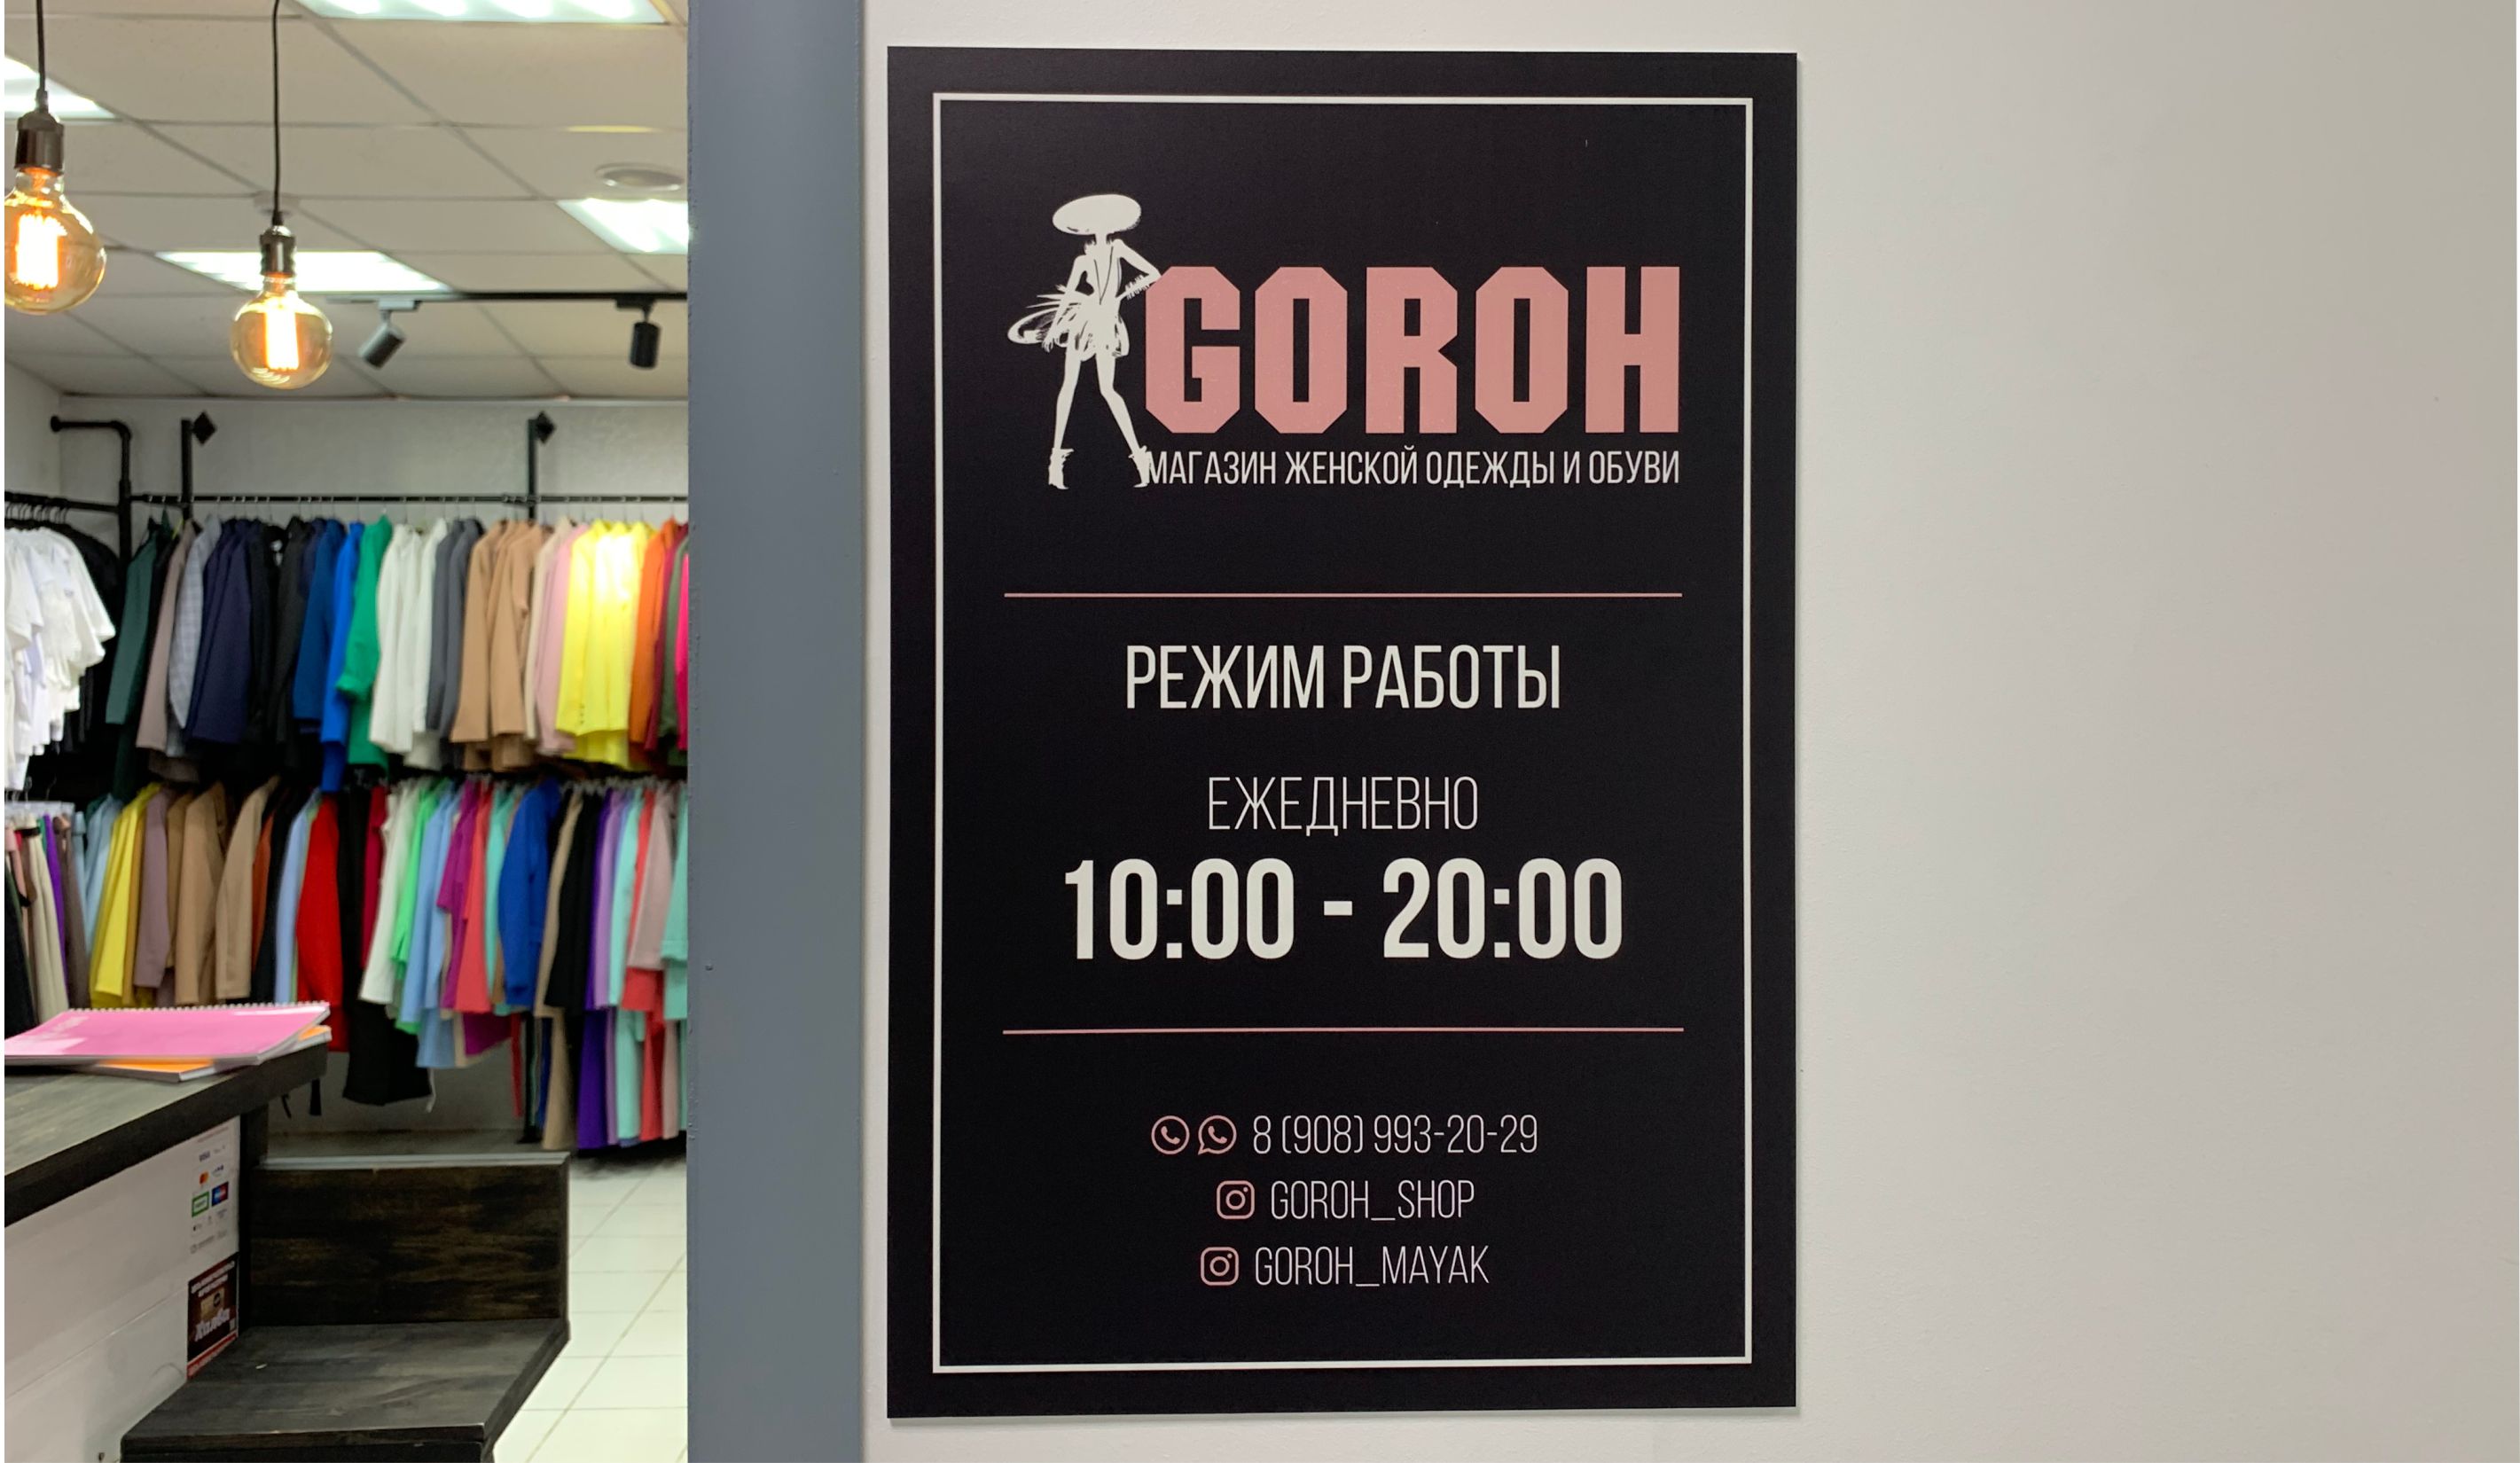 GOROH
МАГАЗИН ЖЕНСКОЙ ОДЕЖДЫ И ОБУВИ
РЕЖИМ РАБОТЫ
ЕЖЕДНЕВНО
10:00 - 20:00
8 (908) 993-20-29
GOROH_SHOP
GOROH_MAYAK
Халва